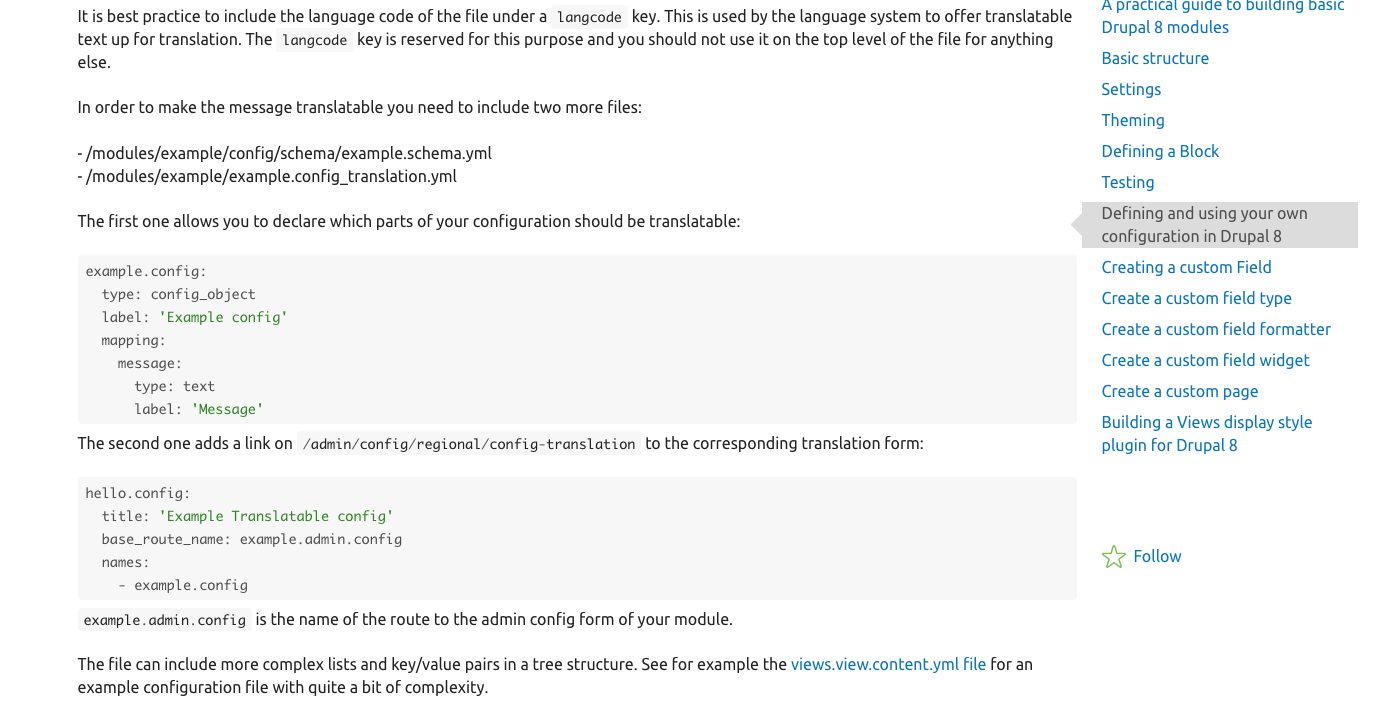 It is best practice to include the language code of the file under a langcode key. This is used by the language system to offer translatable
text up for translation. The langcode key is reserved for this purpose and you should not use it on the top level of the file for anything
else.
In order to make the message translatable you need to include two more files:
- /modules/example/config/schema/example.schema.yml
- /modules/example/example.config_translation.yml
The first one allows you to declare which parts of your configuration should be translatable:
example.config:
  type: config_object
  label: 'Example config'
  mapping:
    message:
      type: text
      label: 'Message'
The second one adds a link on /admin/config/regional/config-translation to the corresponding translation form:
hello.config:
  title: 'Example Translatable config'
  base_route_name: example.admin.config
  names:
    - example.config
example.admin.config is the name of the route to the admin config form of your module.
The file can include more complex lists and key/value pairs in a tree structure. See for example the views.view.content.yml file for an
example configuration file with quite a bit of complexity.
A practical guide to building basic
Drupal 8 modules
Basic structure
Settings
Theming
Defining a Block
Testing
Defining and using your own
configuration in Drupal 8
Creating a custom Field
Create a custom field type
Create a custom field formatter
Create a custom field widget
Create a custom page
Building a Views display style
plugin for Drupal 8
Follow